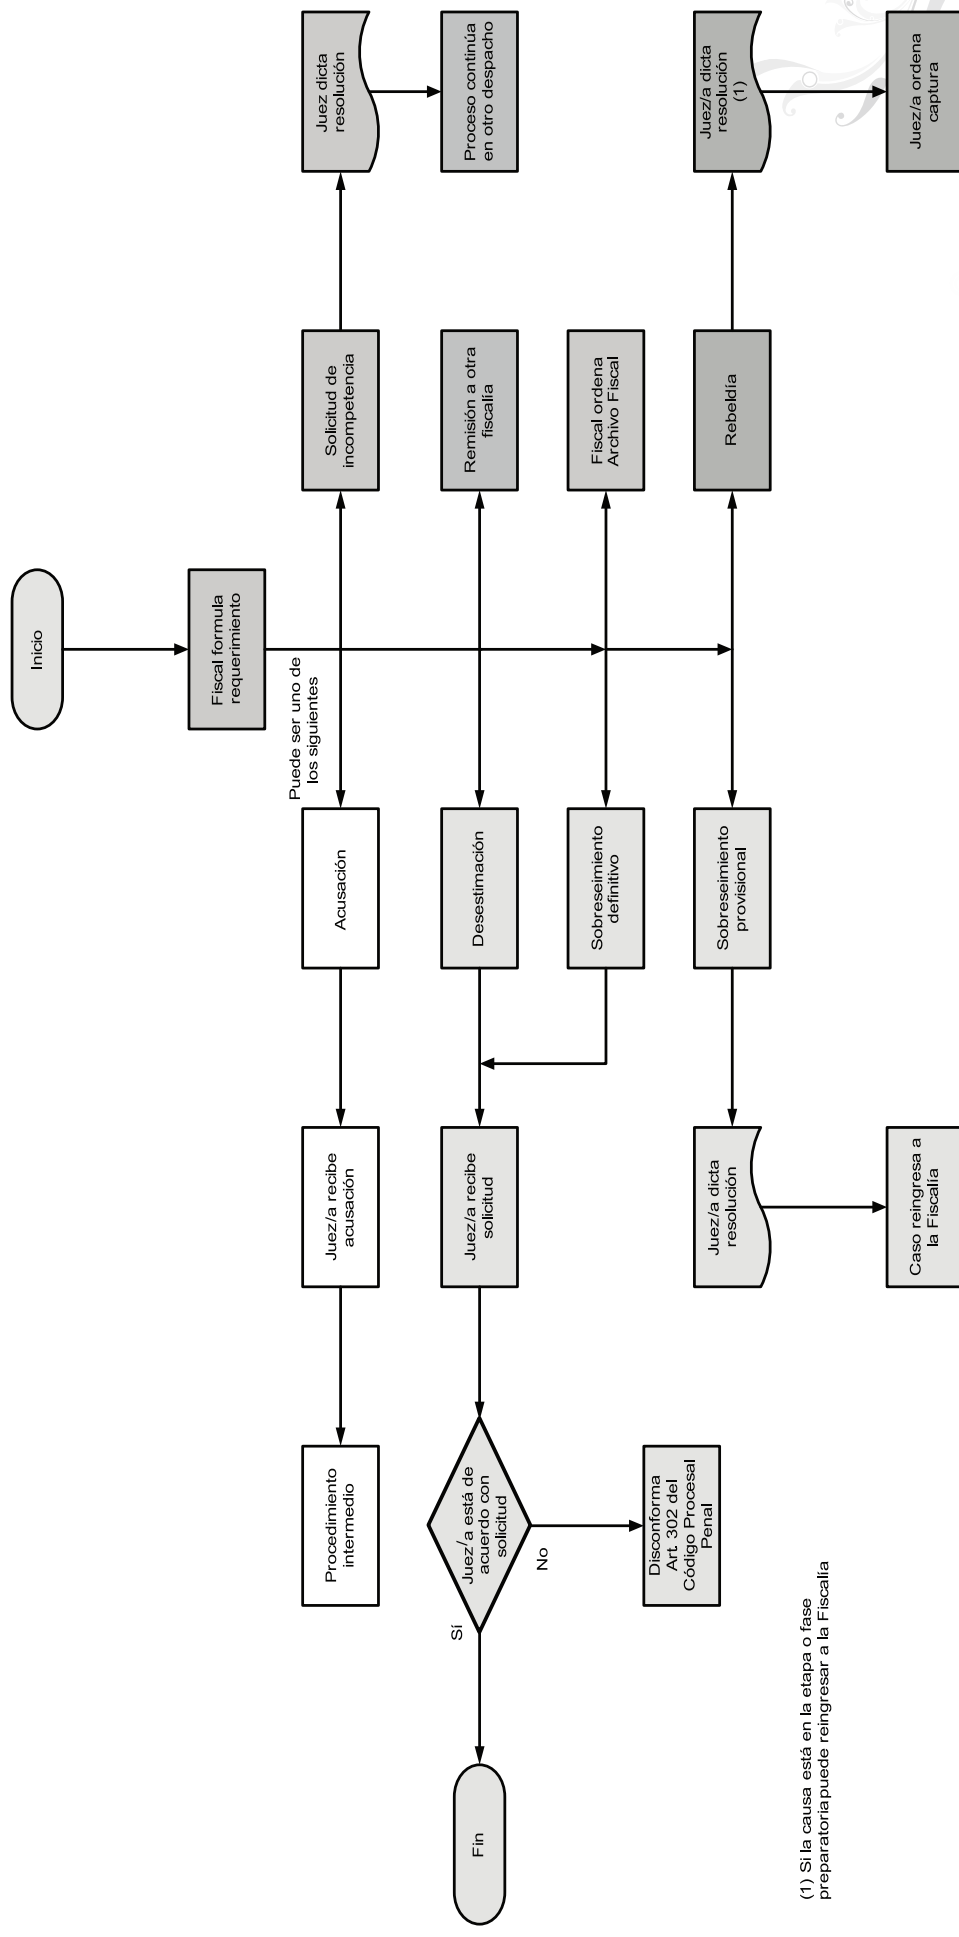 Inicio
Fiscal formula
requerimiento
Puede ser uno de
los siguientes
Procedimiento
intermedio
Juez/a recibe
acusación
Acusación
Solicitud de
incompetencia
Juez dicta
resolución
Fin
Sí
Juez/a está de
acuerdo con
solicitud
No
Juez/a recibe
solicitud
Desestimación
Remisión a otra
fiscalía
Proceso continúa
en otro despacho
Disconforma
Art. 302 del
Código Procesal
Penal
Sobreseimiento
definitivo
Fiscal ordena
Archivo Fiscal
Juez/a dicta
resolución
Sobreseimiento
provisional
Rebeldía
Juez/a dicta
resolución
(1)
Caso reingresa a
la Fiscalía
Juez/a ordena
captura
(1) Si la causa está en la etapa o fase
preparatoriapuede reingresar a la Fiscalía